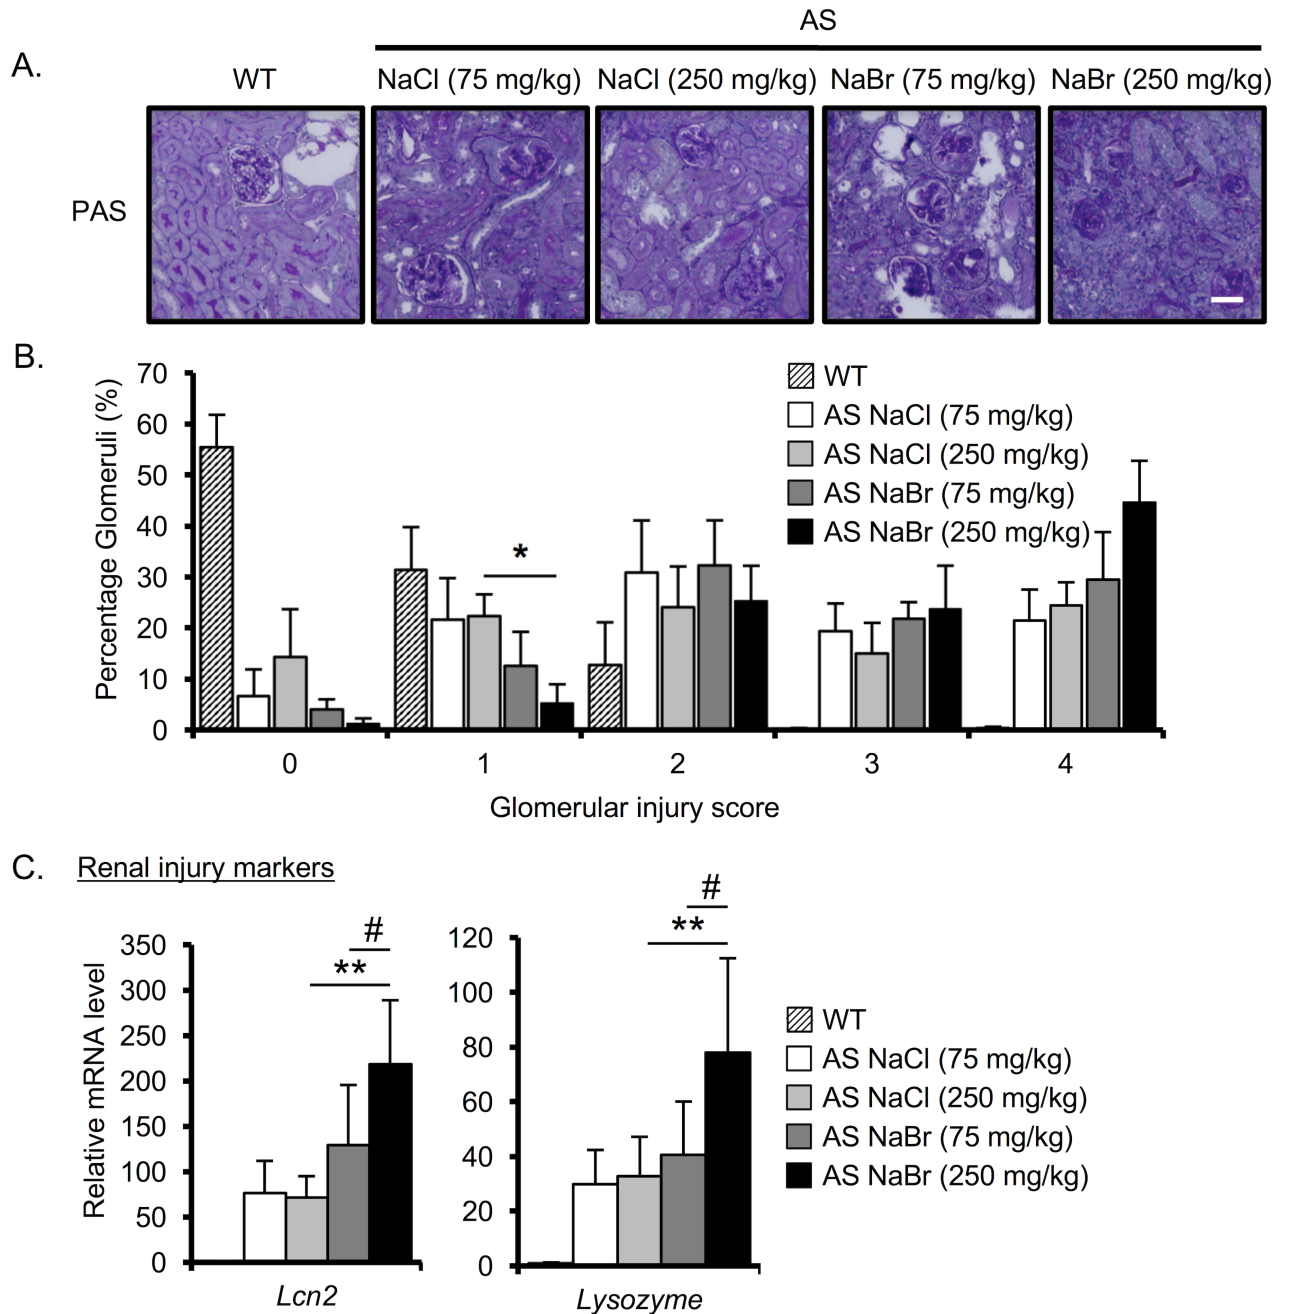 AS
A.
WT NaCl (75 mg/kg) NaCl (250 mg/kg) NaBr (75 mg/kg) NaBr (250 mg/kg)
PAS
B.
Percentage Glomeruli (%)
70
60
50
40
30
20
10
0
*
WT
AS NaCl (75 mg/kg)
AS NaCl (250 mg/kg)
AS NaBr (75 mg/kg)
AS NaBr (250 mg/kg)
0 1 2 3 4
Glomerular injury score
C. Renal injury markers
Relative mRNA level
350
300
250
200
150
100
50
0
#
**
Lcn2
120
100
80
60
40
20
0
#
**
Lysozyme
WT
AS NaCl (75 mg/kg)
AS NaCl (250 mg/kg)
AS NaBr (75 mg/kg)
AS NaBr (250 mg/kg)